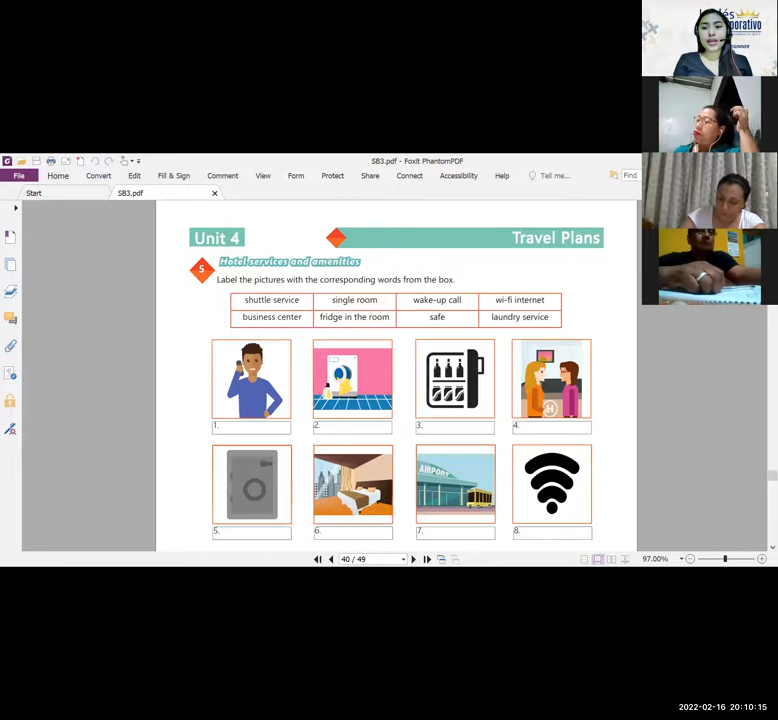 SB3.pdf - Foxit PhantomPDF
File Home Convert Edit Fill & Sign Comment View Form Protect Share Connect Accessibility Help Tell me... Find
Start SB3.pdf
Unit 4 Travel Plans
5 Hotel services and amenities
Label the pictures with the corresponding words from the box.
shuttle service single room wake-up call wi-fi internet
business center fridge in the room safe laundry service
H
1. 2. 3. 4.
AIRPORT
5. 6. 7. 8.
40 / 49 97.00%
2022-02-16 20:10:15